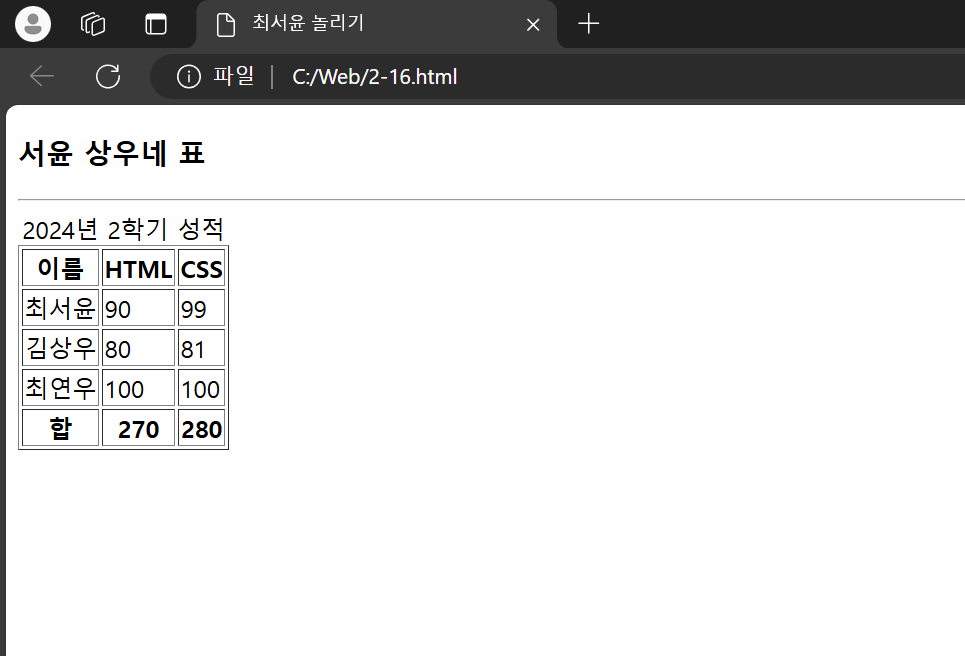 최서윤 놀리기
파일 | C:/Web/2-16.html
서윤 상우네 표
2024년 2학기 성적
이름 HTML CSS
최서윤 90 99
김상우 80 81
최연우 100 100
합 270 280